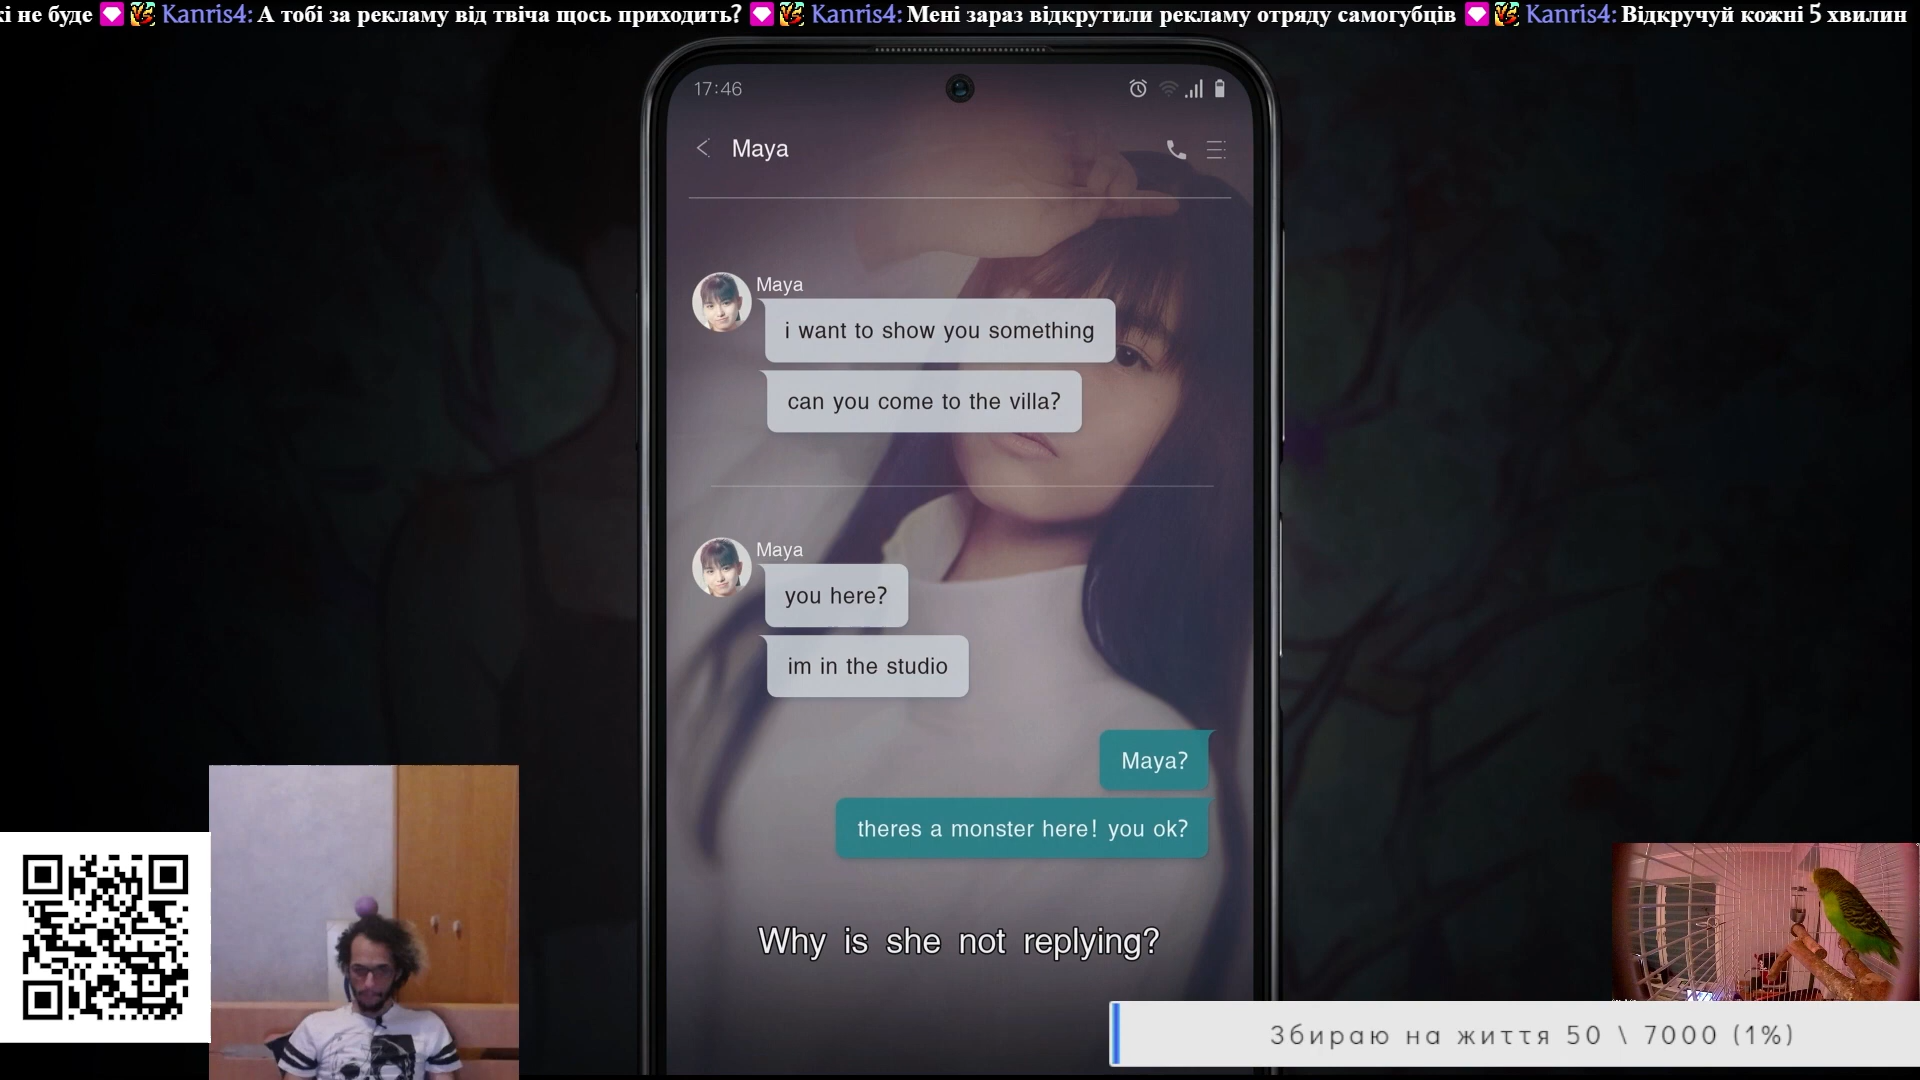 кі не буде Kanris4: А тобі за рекламу від твіча щось приходить? Kanris4: Мені зараз відкрутили рекламу отряду самогубців Kanris4: Відкручуй кожні 5 хвилин
17:46
Maya
Maya
i want to show you something
can you come to the villa?
Maya
you here?
im in the studio
Maya?
theres a monster here! you ok?
Why is she not replying?
Збираю на життя 50 \ 7000 (1%)